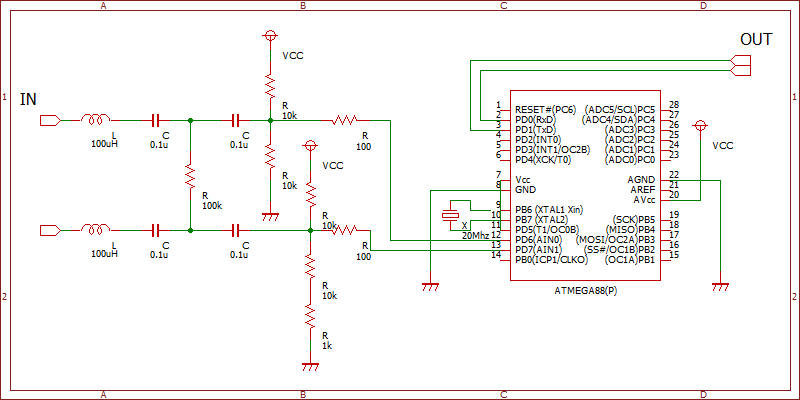 A B C D
1
2
1
2
A B C D
IN
OUT
VCC
R
10k
L
100uH
C
0.1u
C
0.1u
R
100
R
10k
VCC
R
100k
R
10k
L
100uH
C
0.1u
C
0.1u
R
100
R
10k
R
1k
X
20Mhz
VCC
1 RESET#(PC6) (ADC5/SCL)PC5 28
2 PD0(RxD) (ADC4/SDA)PC4 27
3 PD1(TxD) (ADC3)PC3 26
4 PD2(INT0) (ADC2)PC2 25
5 PD3(INT1/OC2B) (ADC1)PC1 24
6 PD4(XCK/T0) (ADC0)PC0 23
7 Vcc AGND 22
8 GND AREF 21
AVcc 20
9 PB6 (XTAL1 Xin)
10 PB7 (XTAL2) (SCK)PB5 19
11 PD5(T1/OC0B) (MISO)PB4 18
12 PD6(AIN0) (MOSI/OC2A)PB3 17
13 PD7(AIN1) (SS#/OC1B)PB2 16
14 PB0(ICP1/CLKO) (OC1A)PB1 15
ATMEGA88(P)